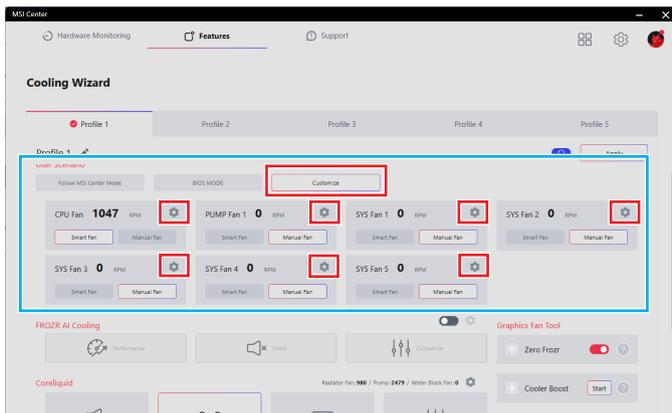 MSI Center
Hardware Monitoring
Features
Support
Cooling Wizard
Profile 1
Profile 2
Profile 3
Profile 4
Profile 5
Profile 1
Apply
User Scenario
Follow MSI Center Mode
BIOS MODE
Customize
CPU Fan 1047 RPM
PUMP Fan 1 0 RPM
SYS Fan 1 0 RPM
SYS Fan 2 0 RPM
Smart Fan Manual Fan
Smart Fan Manual Fan
Smart Fan Manual Fan
Smart Fan Manual Fan
SYS Fan 3 0 RPM
SYS Fan 4 0 RPM
SYS Fan 5 0 RPM
Smart Fan Manual Fan
Smart Fan Manual Fan
Smart Fan Manual Fan
FROZR AI Cooling
Graphics Fan Tool
Performance
Silent
Customize
Zero Frozr
Coreliquid
Radiator Fan: 980 / Pump: 2479 / Water Block Fan: 0
Cooler Boost
Start